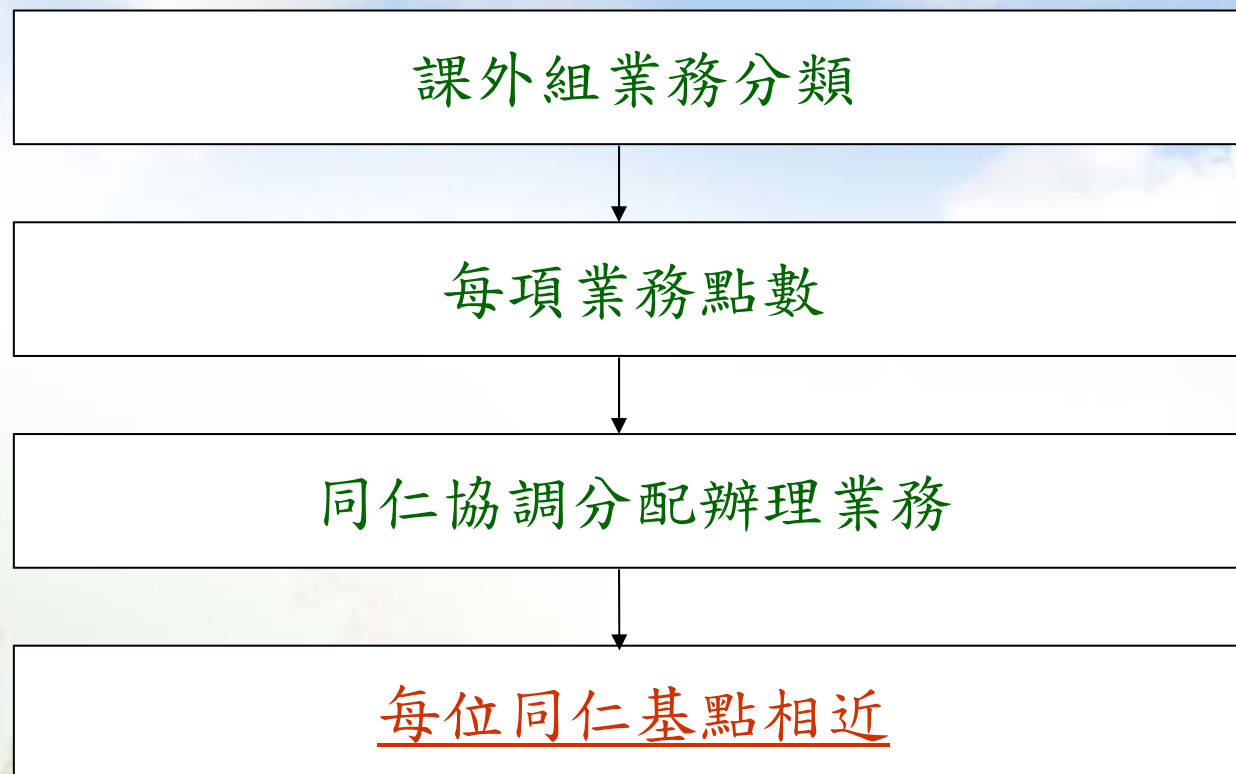 課外組業務分類
每項業務點數
同仁協調分配辦理業務
每位同仁基點相近